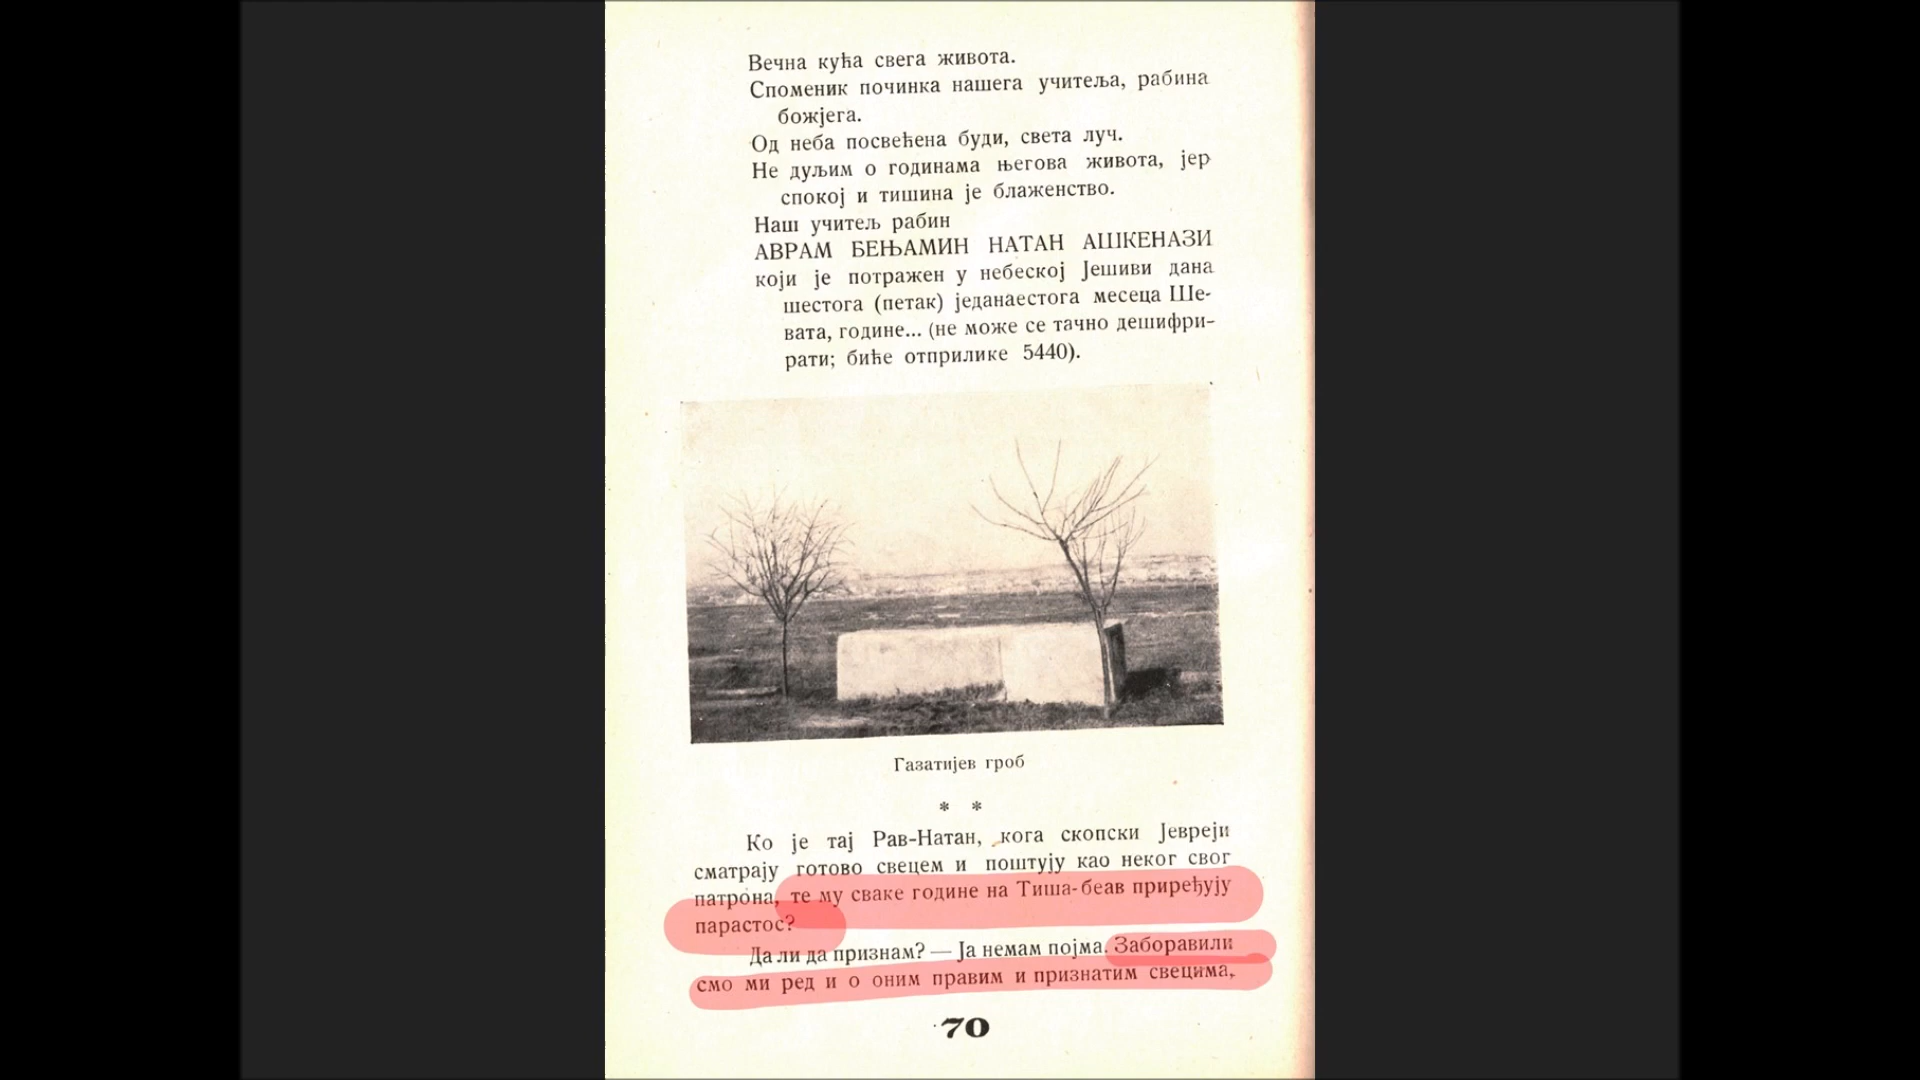 Вечна кућа свега живота.
Споменик починка нашега учитеља, рабина
божјега.
Од неба посвећена буди, света луч.
Не дуљим о годинама његова живота, јер
спокој и тишина је блаженство.
Наш учитељ рабин
АВРАМ БЕЊАМИН НАТАН АШКЕНАЗИ
који је потражен у небеској Јешиви дана
шестога (петак) једанаестога месеца Ше-
вата, године... (не може се тачно дешифри-
рати; биће отприлике 5440).
Газатијев гроб
* *
Ко је тај Рав-Натан, кога скопски Јевреји
сматрају готово свецем и поштују као неког свог
патрона, те му сваке године на Тиша-беав приређују
парастос?
Да ли да признам? — Ја немам појма. Заборавили
смо ми ред и о оним правим и признатим свецима,
70